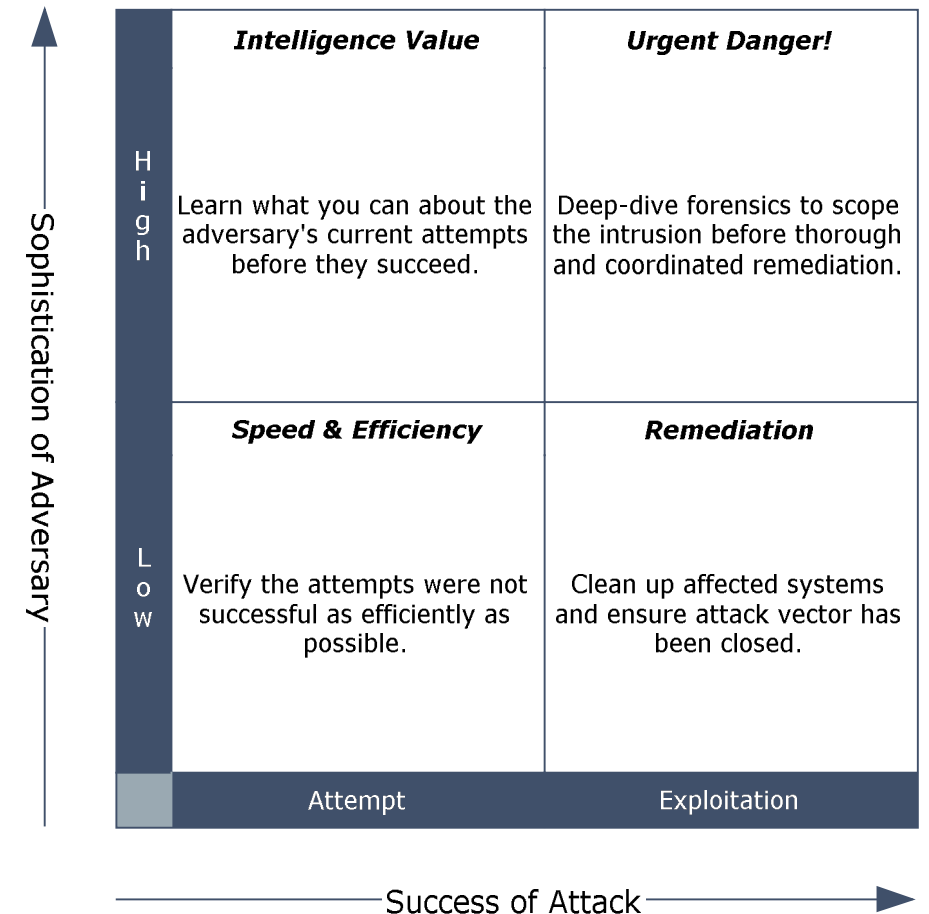 Intelligence Value
Urgent Danger!
High
Learn what you can about the
adversary's current attempts
before they succeed.
Deep-dive forensics to scope
the intrusion before thorough
and coordinated remediation.
Sophistication of Adversary
Speed & Efficiency
Remediation
Low
Verify the attempts were not
successful as efficiently as
possible.
Clean up affected systems
and ensure attack vector has
been closed.
Attempt
Exploitation
Success of Attack